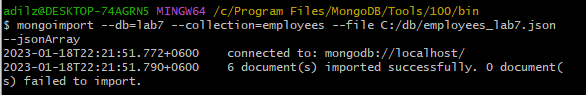 adilz@DESKTOP-74AGRN5 MINGW64 /c/Program Files/MongoDB/Tools/100/bin
$ mongoimport --db=lab7 --collection=employees --file C:/db/employees_lab7.json
--jsonArray
2023-01-18T22:21:51.772+0600    connected to: mongodb://localhost/
2023-01-18T22:21:51.790+0600    6 document(s) imported successfully. 0 document(
s) failed to import.